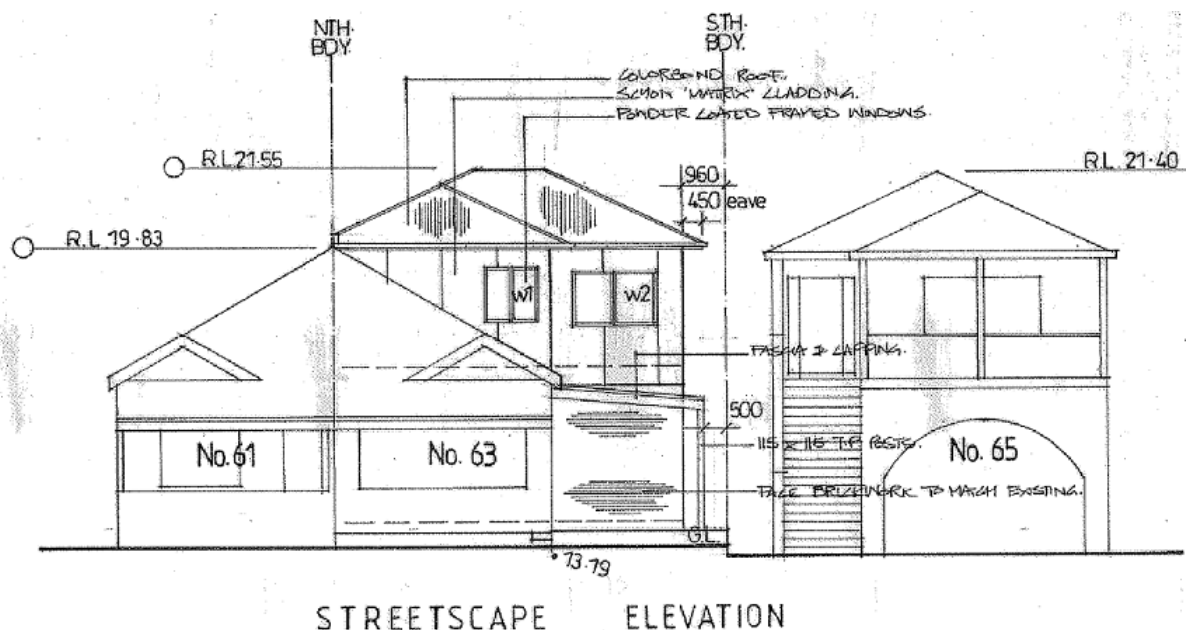 NTH.
BDY.
STH.
BDY.
COLORBOND ROOF.
SCYON 'MATRIX' CLADDING.
POWDER COATED FRAMED WINDOWS.
R.L.21·55
R.L. 21·40
960
450 eave
R.L 19·83
W1
W2
FASCIA & CAPPING.
500
No. 61
No. 63
No. 65
115 x 115 T.P. POSTS.
FACE BRICKWORK TO MATCH EXISTING.
G.L.
13·79
STREETSCAPE ELEVATION